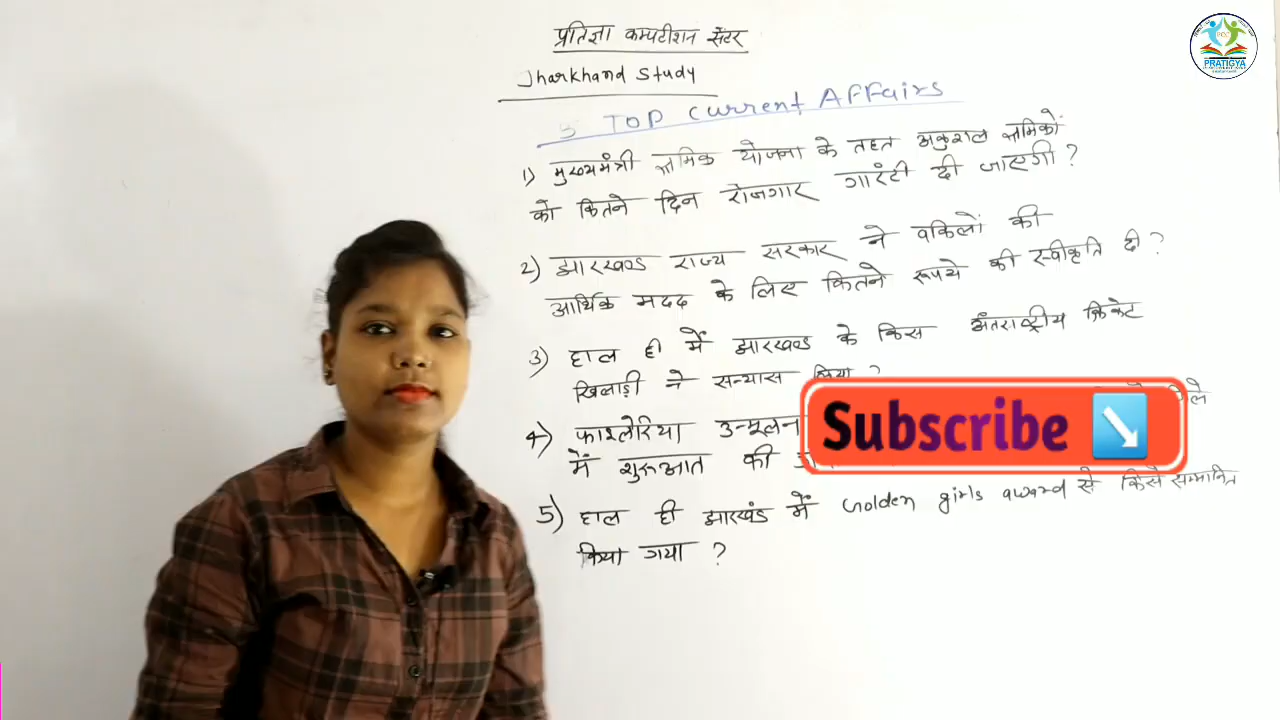 प्रतिज्ञा कम्पटीशन सेंटर
Jharkhand Study
5 TOP Current Affairs
1) मुख्यमंत्री श्रमिक योजना के तहत अकुशल श्रमिकों
को कितने दिन रोजगार गारंटी दी जाएगी ?
2) झारखण्ड राज्य सरकार ने वकिलों की
आर्थिक मदद के लिए कितने रूपये की स्वीकृति दी ?
3) हाल ही में झारखण्ड के किस अंतराष्ट्रीय क्रिकेट
खिलाड़ी ने सन्यास लिया ?
4) फाइलेरिया उन्मूलन
में शुरूआत की
5) हाल ही झारखंड में Golden girls award से किसे सम्मानित
किया गया ?
Subscribe
PRATIGYA